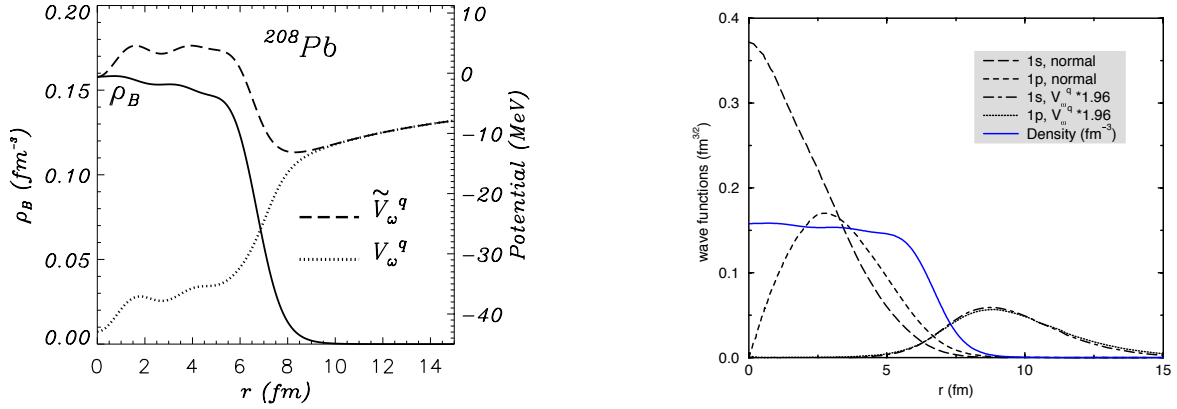 0.20
0.15
0.10
0.05
0.00
ρB (fm⁻³)
²⁰⁸Pb
ρB
Ṽω^q
Vω^q
10
0
−10
−20
−30
−40
Potential (MeV)
0 2 4 6 8 10 12 14
r (fm)
0.4
0.3
0.2
0.1
0.0
wave functions (fm^3/2)
1s, normal
1p, normal
1s, Vω^q *1.96
1p, Vω^q *1.96
Density (fm⁻³)
0 5 10 15
r (fm)